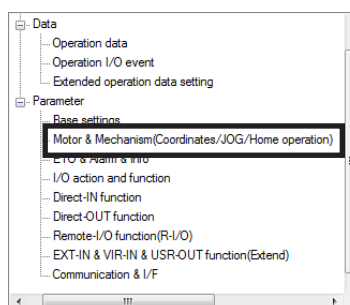 Data
Operation data
Operation I/O event
Extended operation data setting
Parameter
Base settings
Motor & Mechanism(Coordinates/JOG/Home operation)
ETO & Alarm & Info
I/O action and function
Direct-IN function
Direct-OUT function
Remote-I/O function(R-I/O)
EXT-IN & VIR-IN & USR-OUT function(Extend)
Communication & I/F